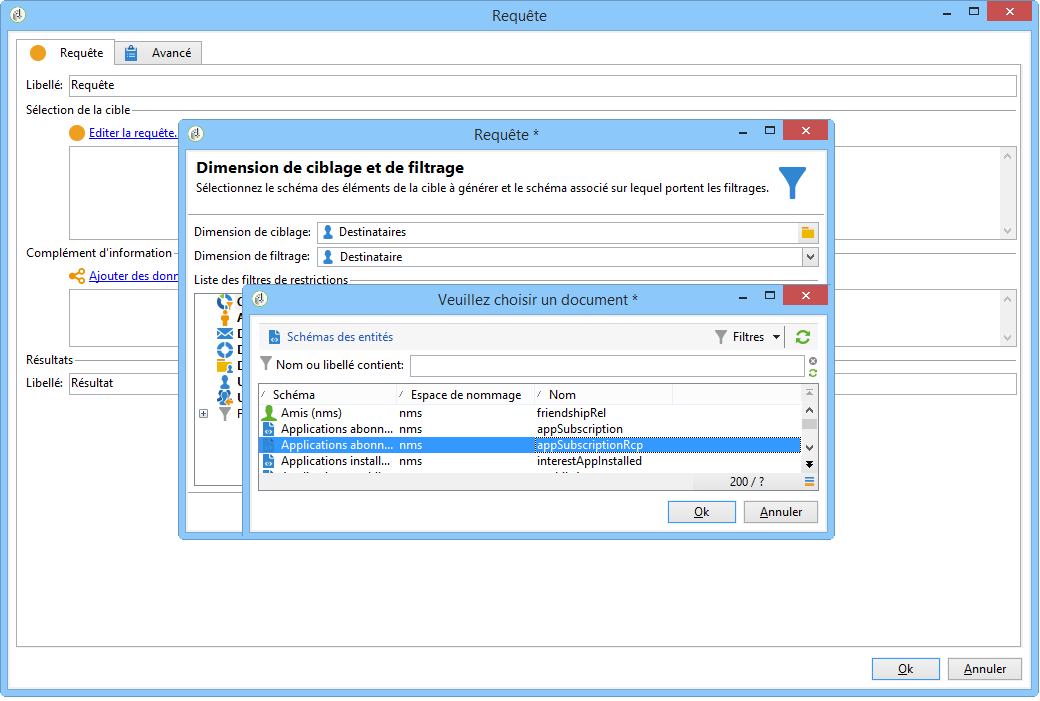 Requête
Requête Avancé
Libellé: Requête
Sélection de la cible
Editer la requête.
Requête *
Dimension de ciblage et de filtrage
Sélectionnez le schéma des éléments de la cible à générer et le schéma associé sur lequel portent les filtrages.
Dimension de ciblage: Destinataires
Dimension de filtrage: Destinataire
Liste des filtres de restrictions
Complément d'information
Ajouter des donn
Résultats
Libellé: Résultat
Veuillez choisir un document *
Schémas des entités Filtres
Nom ou libellé contient:
Schéma Espace de nommage Nom
Amis (nms) nms friendshipRel
Applications abonn... nms appSubscription
Applications abonn... nms appSubscriptionRcp
Applications install... nms interestAppInstalled
200 / ?
Ok Annuler
Ok Annuler